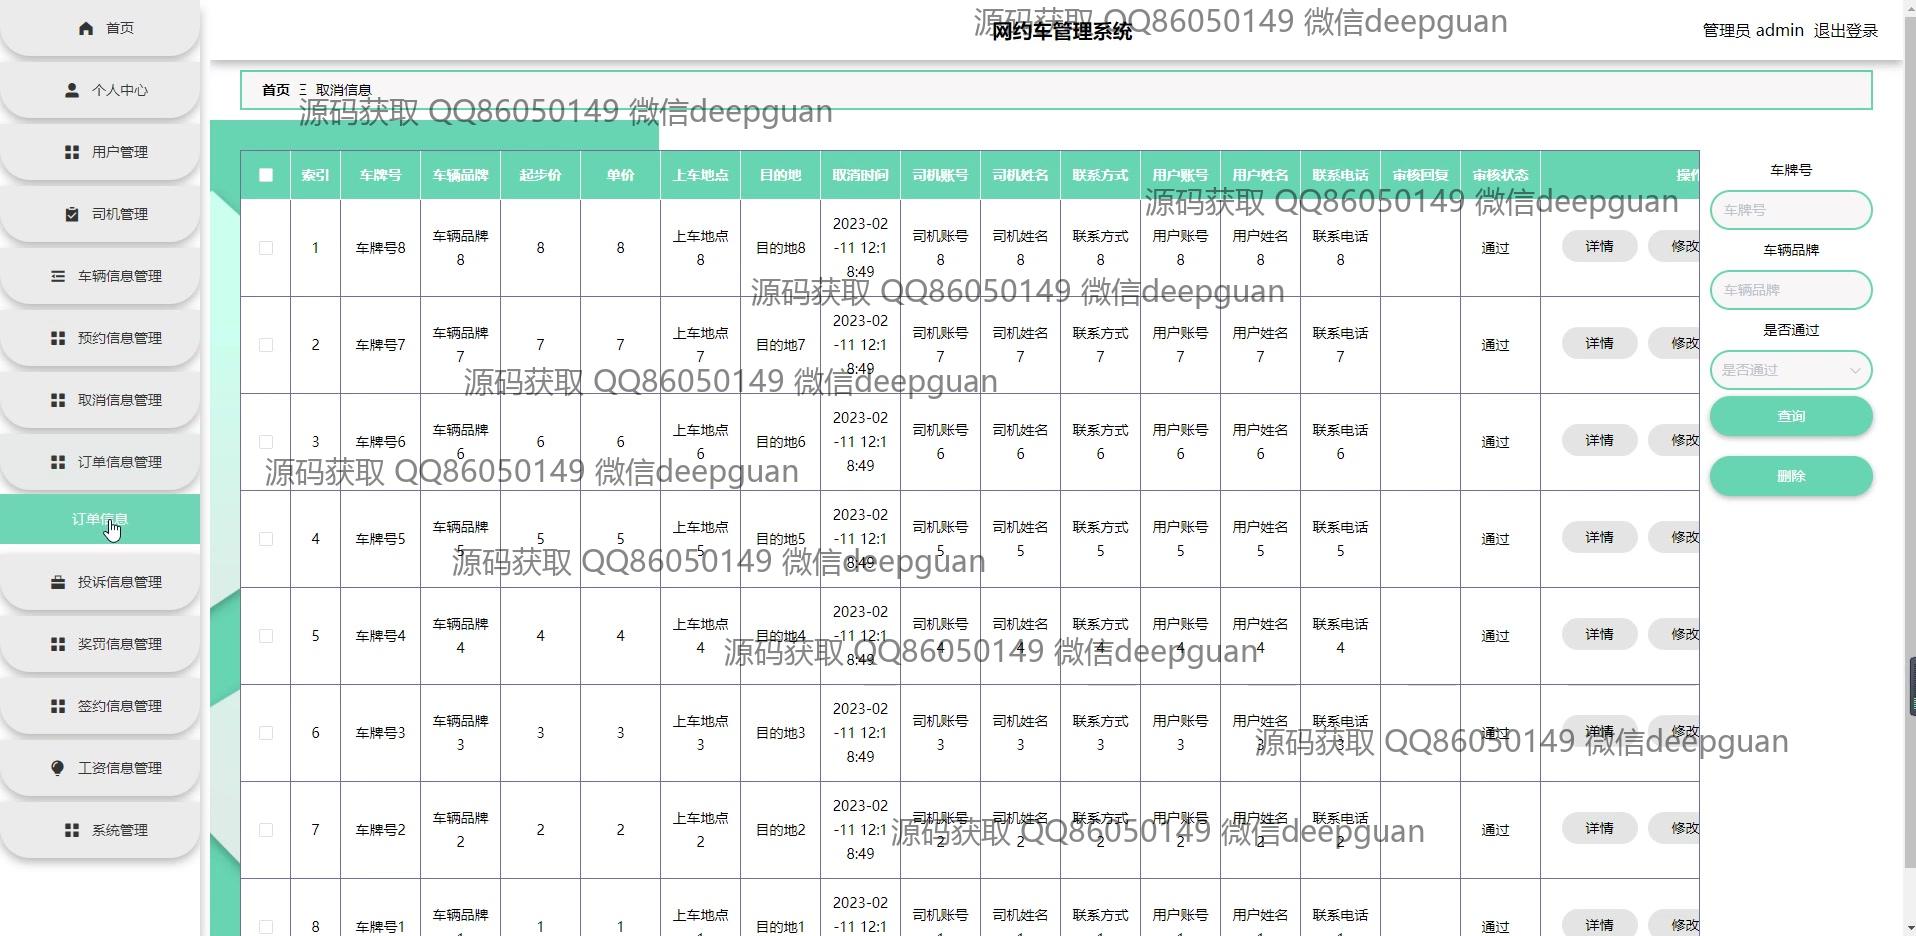 首页
个人中心
用户管理
司机管理
车辆信息管理
预约信息管理
取消信息管理
订单信息管理
订单信息
投诉信息管理
奖罚信息管理
签约信息管理
工资信息管理
系统管理
网约车管理系统
管理员 admin 退出登录
源码获取 QQ86050149 微信deepguan
首页 Ξ 取消信息
源码获取 QQ86050149 微信deepguan
索引 车牌号 车辆品牌 起步价 单价 上车地点 目的地 取消时间 司机账号 司机姓名 联系方式 用户账号 用户姓名 联系电话 审核回复 审核状态 操作
源码获取 QQ86050149 微信deepguan
1 车牌号8 车辆品牌8 8 8 上车地点8 目的地8 2023-02-11 12:18:49 司机账号8 司机姓名8 联系方式8 用户账号8 用户姓名8 联系电话8 通过 详情 修改
源码获取 QQ86050149 微信deepguan
2 车牌号7 车辆品牌7 7 7 上车地点7 目的地7 2023-02-11 12:18:49 司机账号7 司机姓名7 联系方式7 用户账号7 用户姓名7 联系电话7 通过 详情 修改
源码获取 QQ86050149 微信deepguan
3 车牌号6 车辆品牌6 6 6 上车地点6 目的地6 2023-02-11 12:18:49 司机账号6 司机姓名6 联系方式6 用户账号6 用户姓名6 联系电话6 通过 详情 修改
源码获取 QQ86050149 微信deepguan
4 车牌号5 车辆品牌5 5 5 上车地点5 目的地5 2023-02-11 12:18:49 司机账号5 司机姓名5 联系方式5 用户账号5 用户姓名5 联系电话5 通过 详情 修改
源码获取 QQ86050149 微信deepguan
5 车牌号4 车辆品牌4 4 4 上车地点4 目的地4 2023-02-11 12:18:49 司机账号4 司机姓名4 联系方式4 用户账号4 用户姓名4 联系电话4 通过 详情 修改
源码获取 QQ86050149 微信deepguan
6 车牌号3 车辆品牌3 3 3 上车地点3 目的地3 2023-02-11 12:18:49 司机账号3 司机姓名3 联系方式3 用户账号3 用户姓名3 联系电话3 通过 详情 修改
源码获取 QQ86050149 微信deepguan
7 车牌号2 车辆品牌2 2 2 上车地点2 目的地2 2023-02-11 12:18:49 司机账号2 司机姓名2 联系方式2 用户账号2 用户姓名2 联系电话2 通过 详情 修改
源码获取 QQ86050149 微信deepguan
8 车牌号1 车辆品牌 1 1 上车地点 目的地1 2023-02-11 12:1 司机账号 司机姓名 联系方式 用户账号 用户姓名 联系电话 通过 详情 修改
车牌号
车牌号
车辆品牌
车辆品牌
是否通过
是否通过
查询
删除